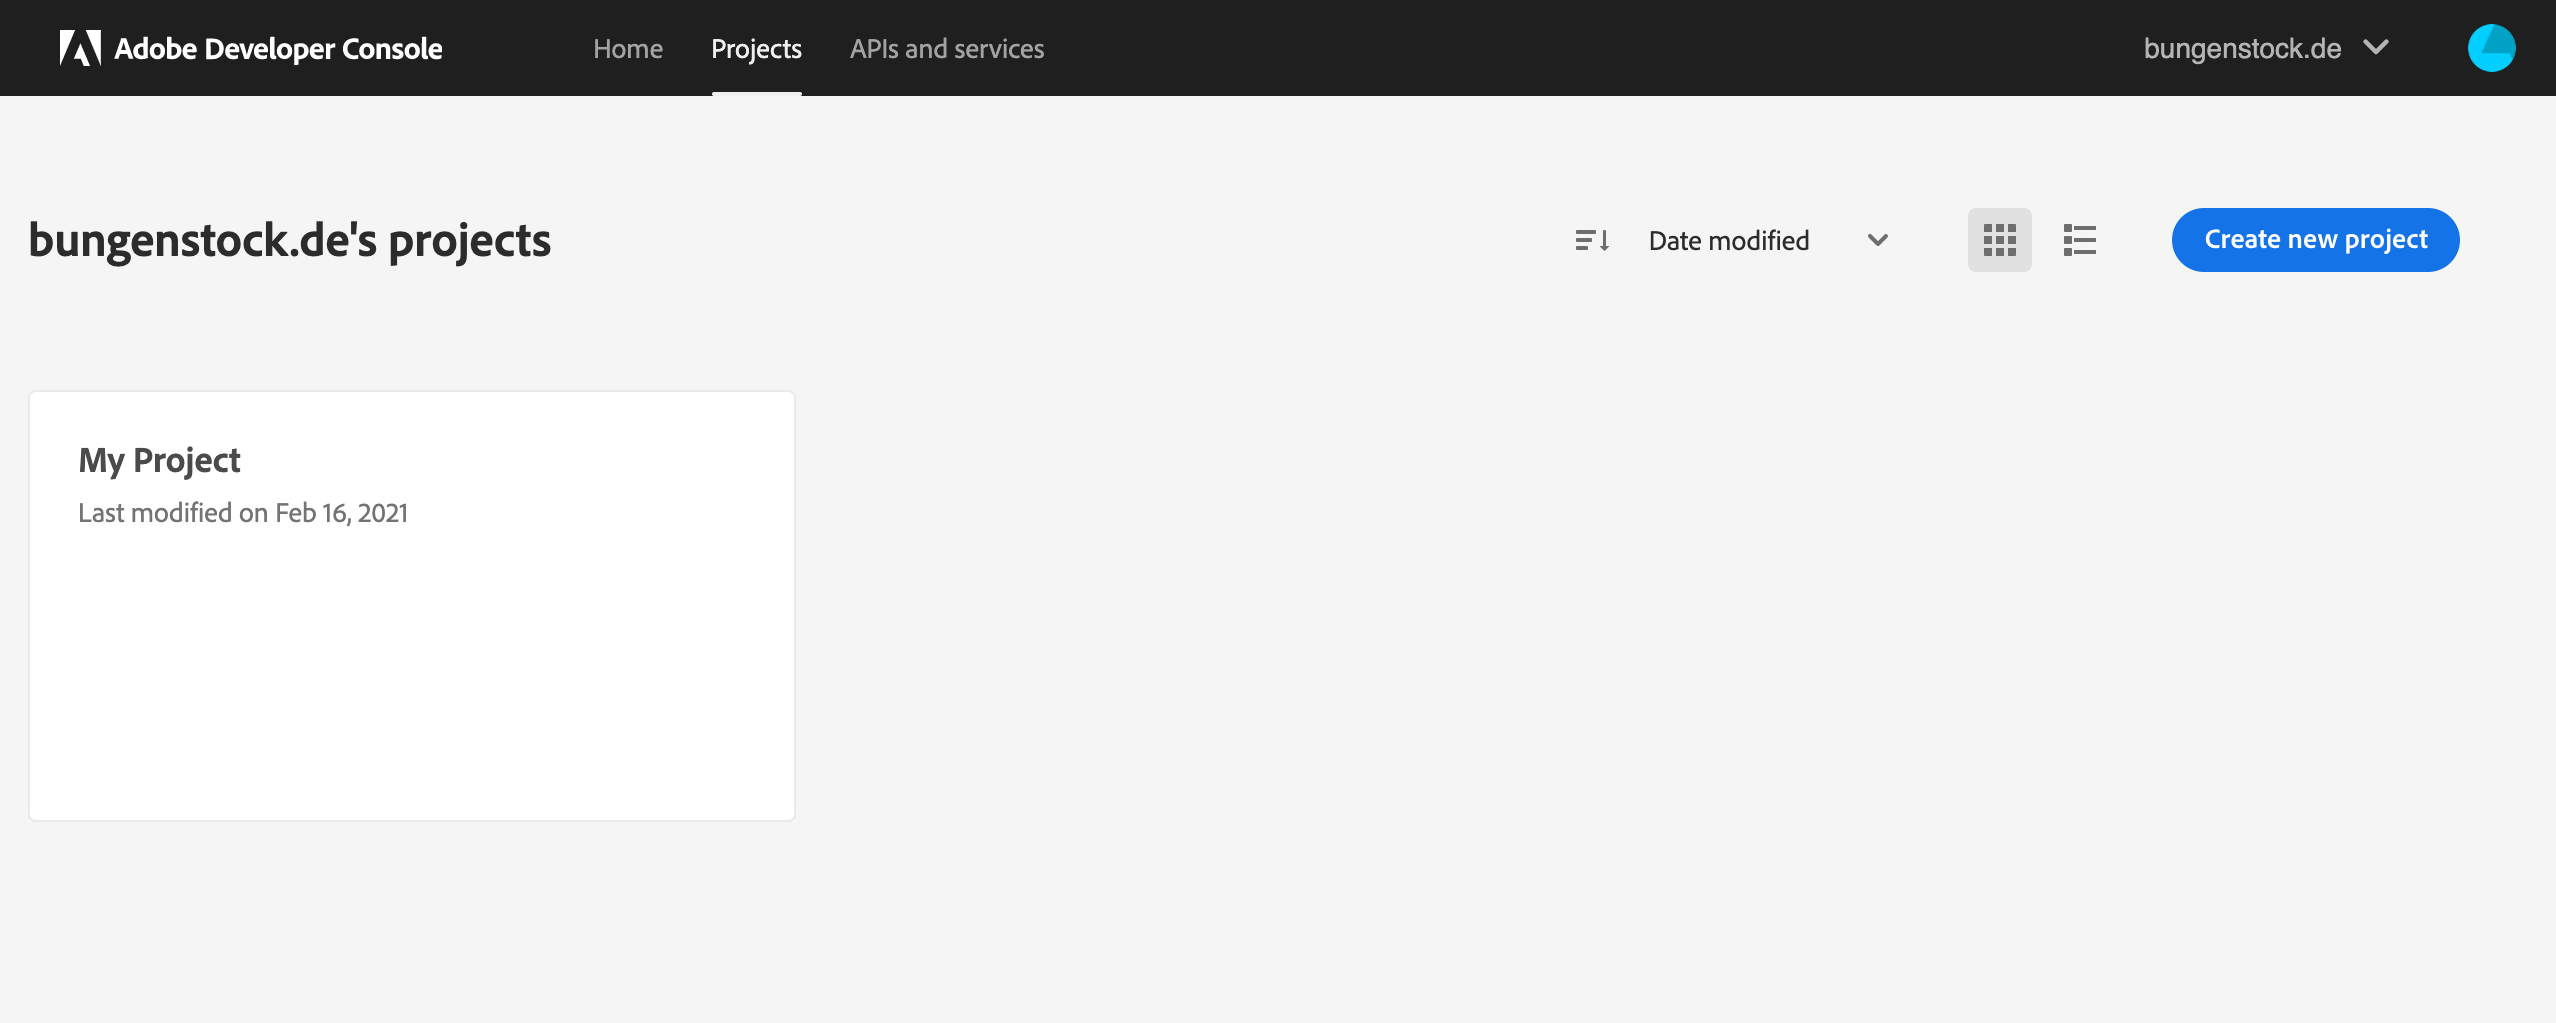 Adobe Developer Console
Home
Projects
APIs and services
bungenstock.de
bungenstock.de's projects
Date modified
Create new project
My Project
Last modified on Feb 16, 2021